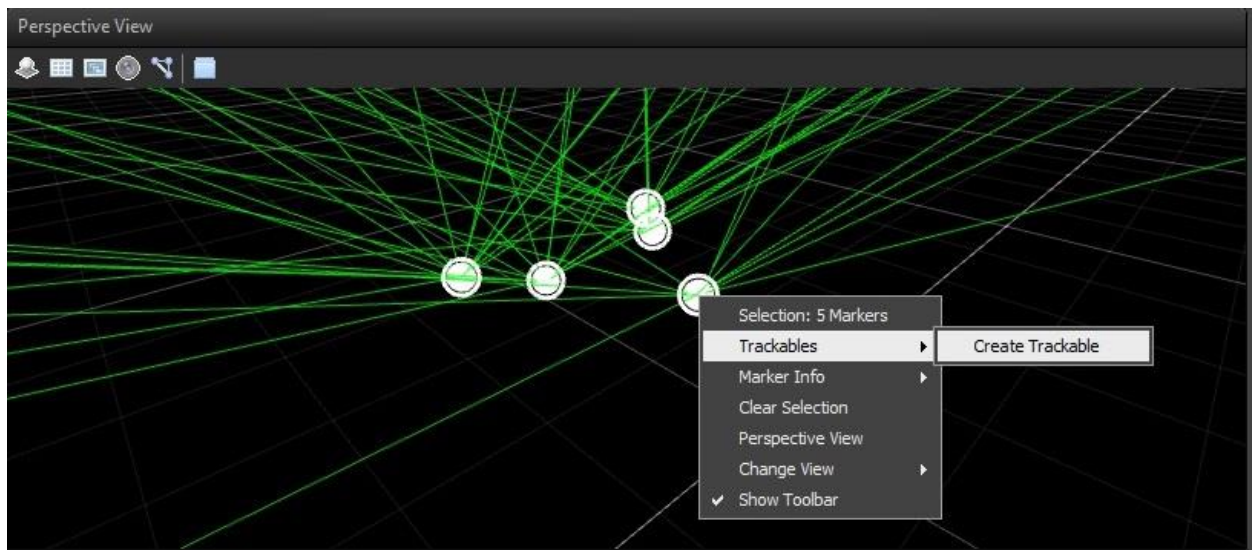 Perspective View
Selection: 5 Markers
Trackables
Create Trackable
Marker Info
Clear Selection
Perspective View
Change View
Show Toolbar